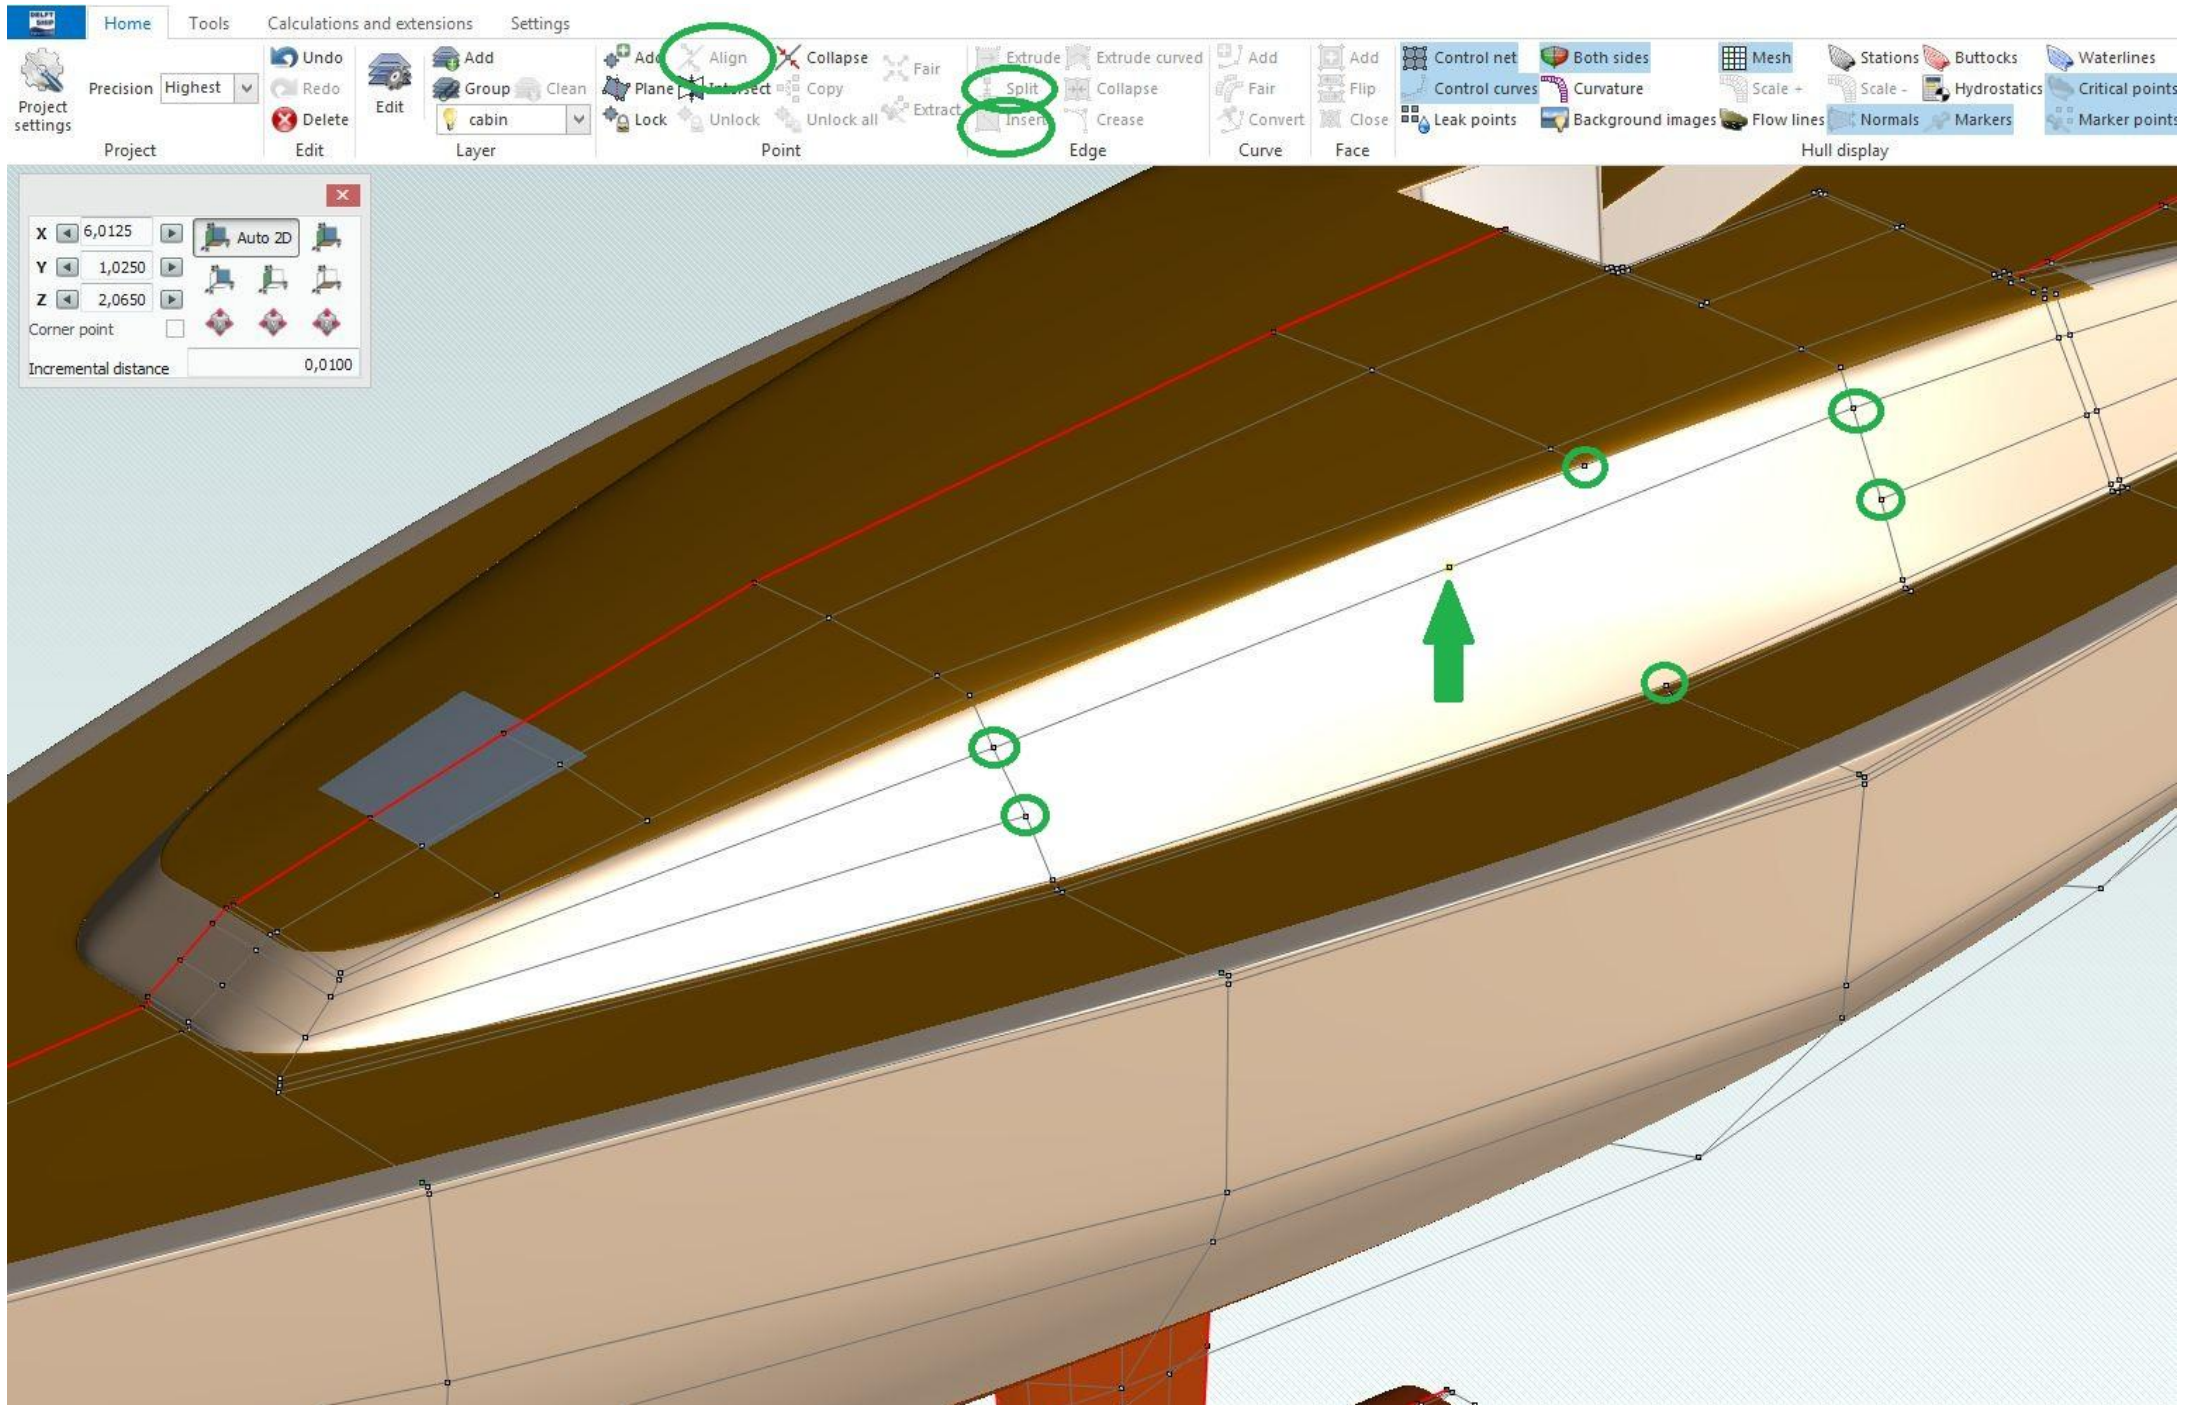 DELFT
SHIP
Home Tools Calculations and extensions Settings
Undo Add Add Align Collapse Fair Extrude Extrude curved Add Add Control net Both sides Mesh Stations Buttocks Waterlines
Project settings Precision Highest Redo Edit Group Clean Plane Intersect Copy Split Collapse Fair Flip Control curves Curvature Scale + Scale - Hydrostatics Critical points
Delete cabin Lock Unlock Unlock all Extract Insert Crease Convert Close Leak points Background images Flow lines Normals Markers Marker points
Project Edit Layer Point Edge Curve Face Hull display
X 6,0125 Auto 2D
Y 1,0250
Z 2,0650
Corner point
Incremental distance 0,0100